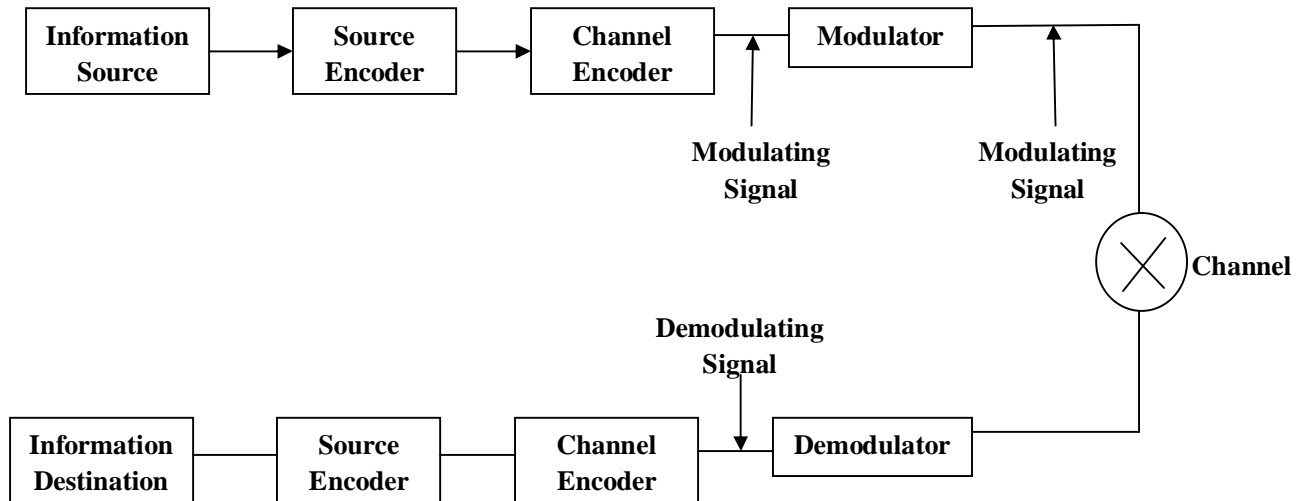 Information
Source
Source
Encoder
Channel
Encoder
Modulator
Modulating
Signal
Modulating
Signal
Channel
Demodulating
Signal
Information
Destination
Source
Encoder
Channel
Encoder
Demodulator